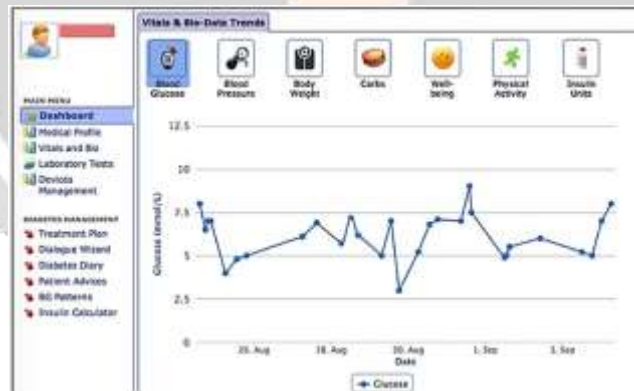 Vitals & Bio-Data Trends
Blood Glucose
Blood Pressure
Body Weight
Carbs
Well-being
Physical Activity
Insulin Units
MAIN MENU
Dashboard
Medical Profile
Vitals and Bio
Laboratory Tests
Devices Management
DIABETES MANAGEMENT
Treatment Plan
Dialogue Wizard
Diabetes Diary
Patient Advices
BG Patterns
Insulin Calculator
Glucose (mmol/L)
12.5
10
7.5
5
2.5
0
26. Aug
28. Aug
30. Aug
1. Sep
3. Sep
Date
Glucose